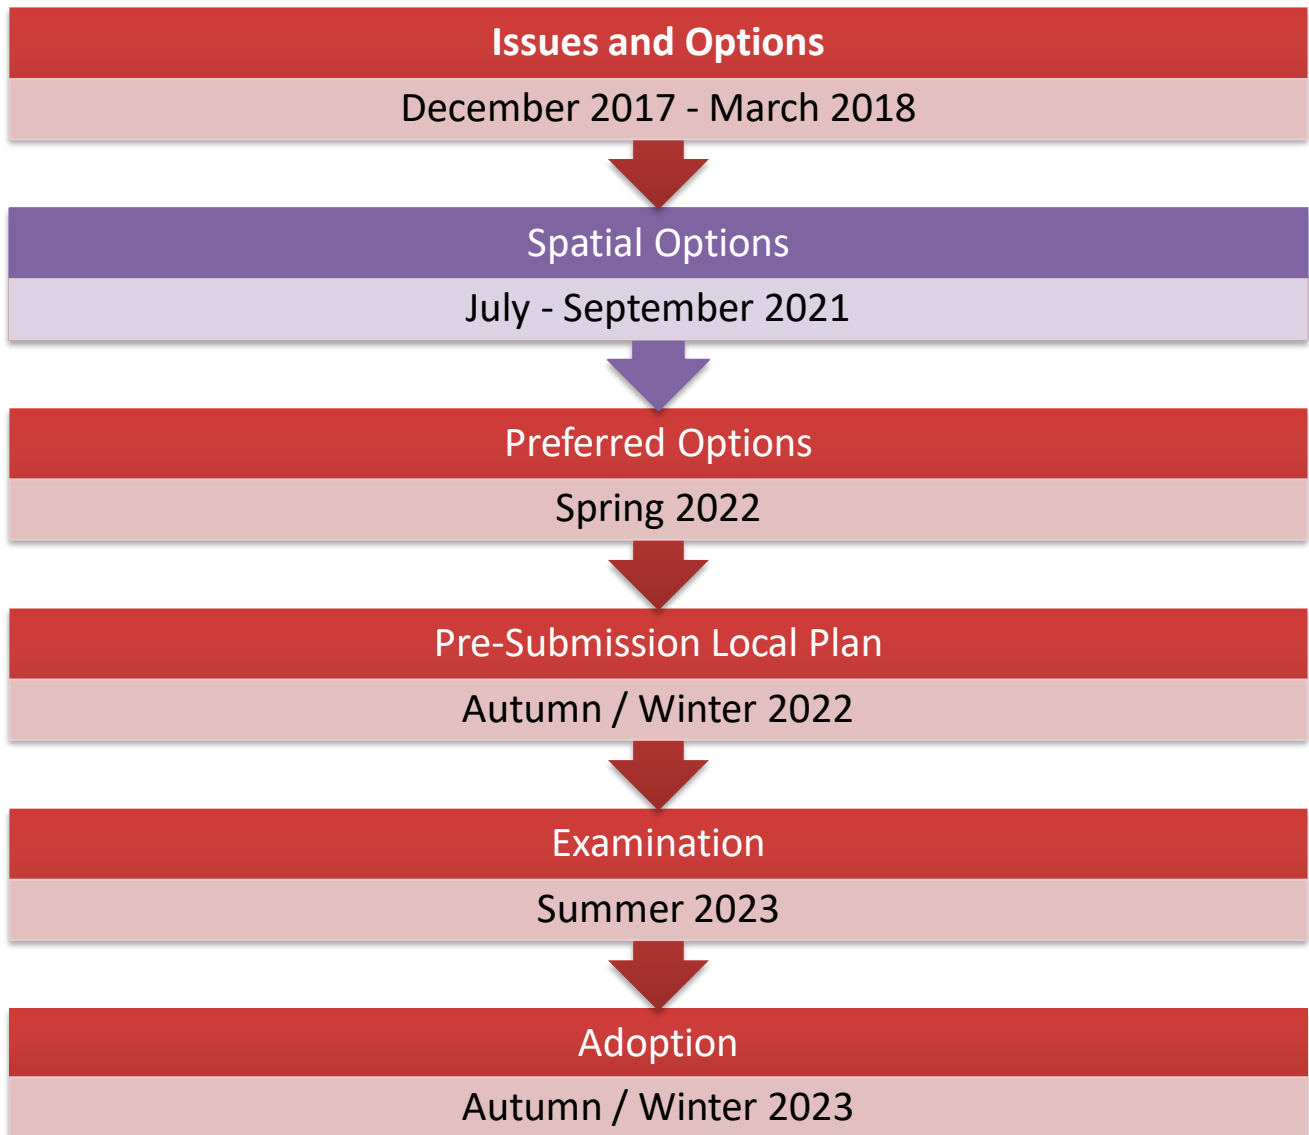 Issues and Options
December 2017 - March 2018
Spatial Options
July - September 2021
Preferred Options
Spring 2022
Pre-Submission Local Plan
Autumn / Winter 2022
Examination
Summer 2023
Adoption
Autumn / Winter 2023